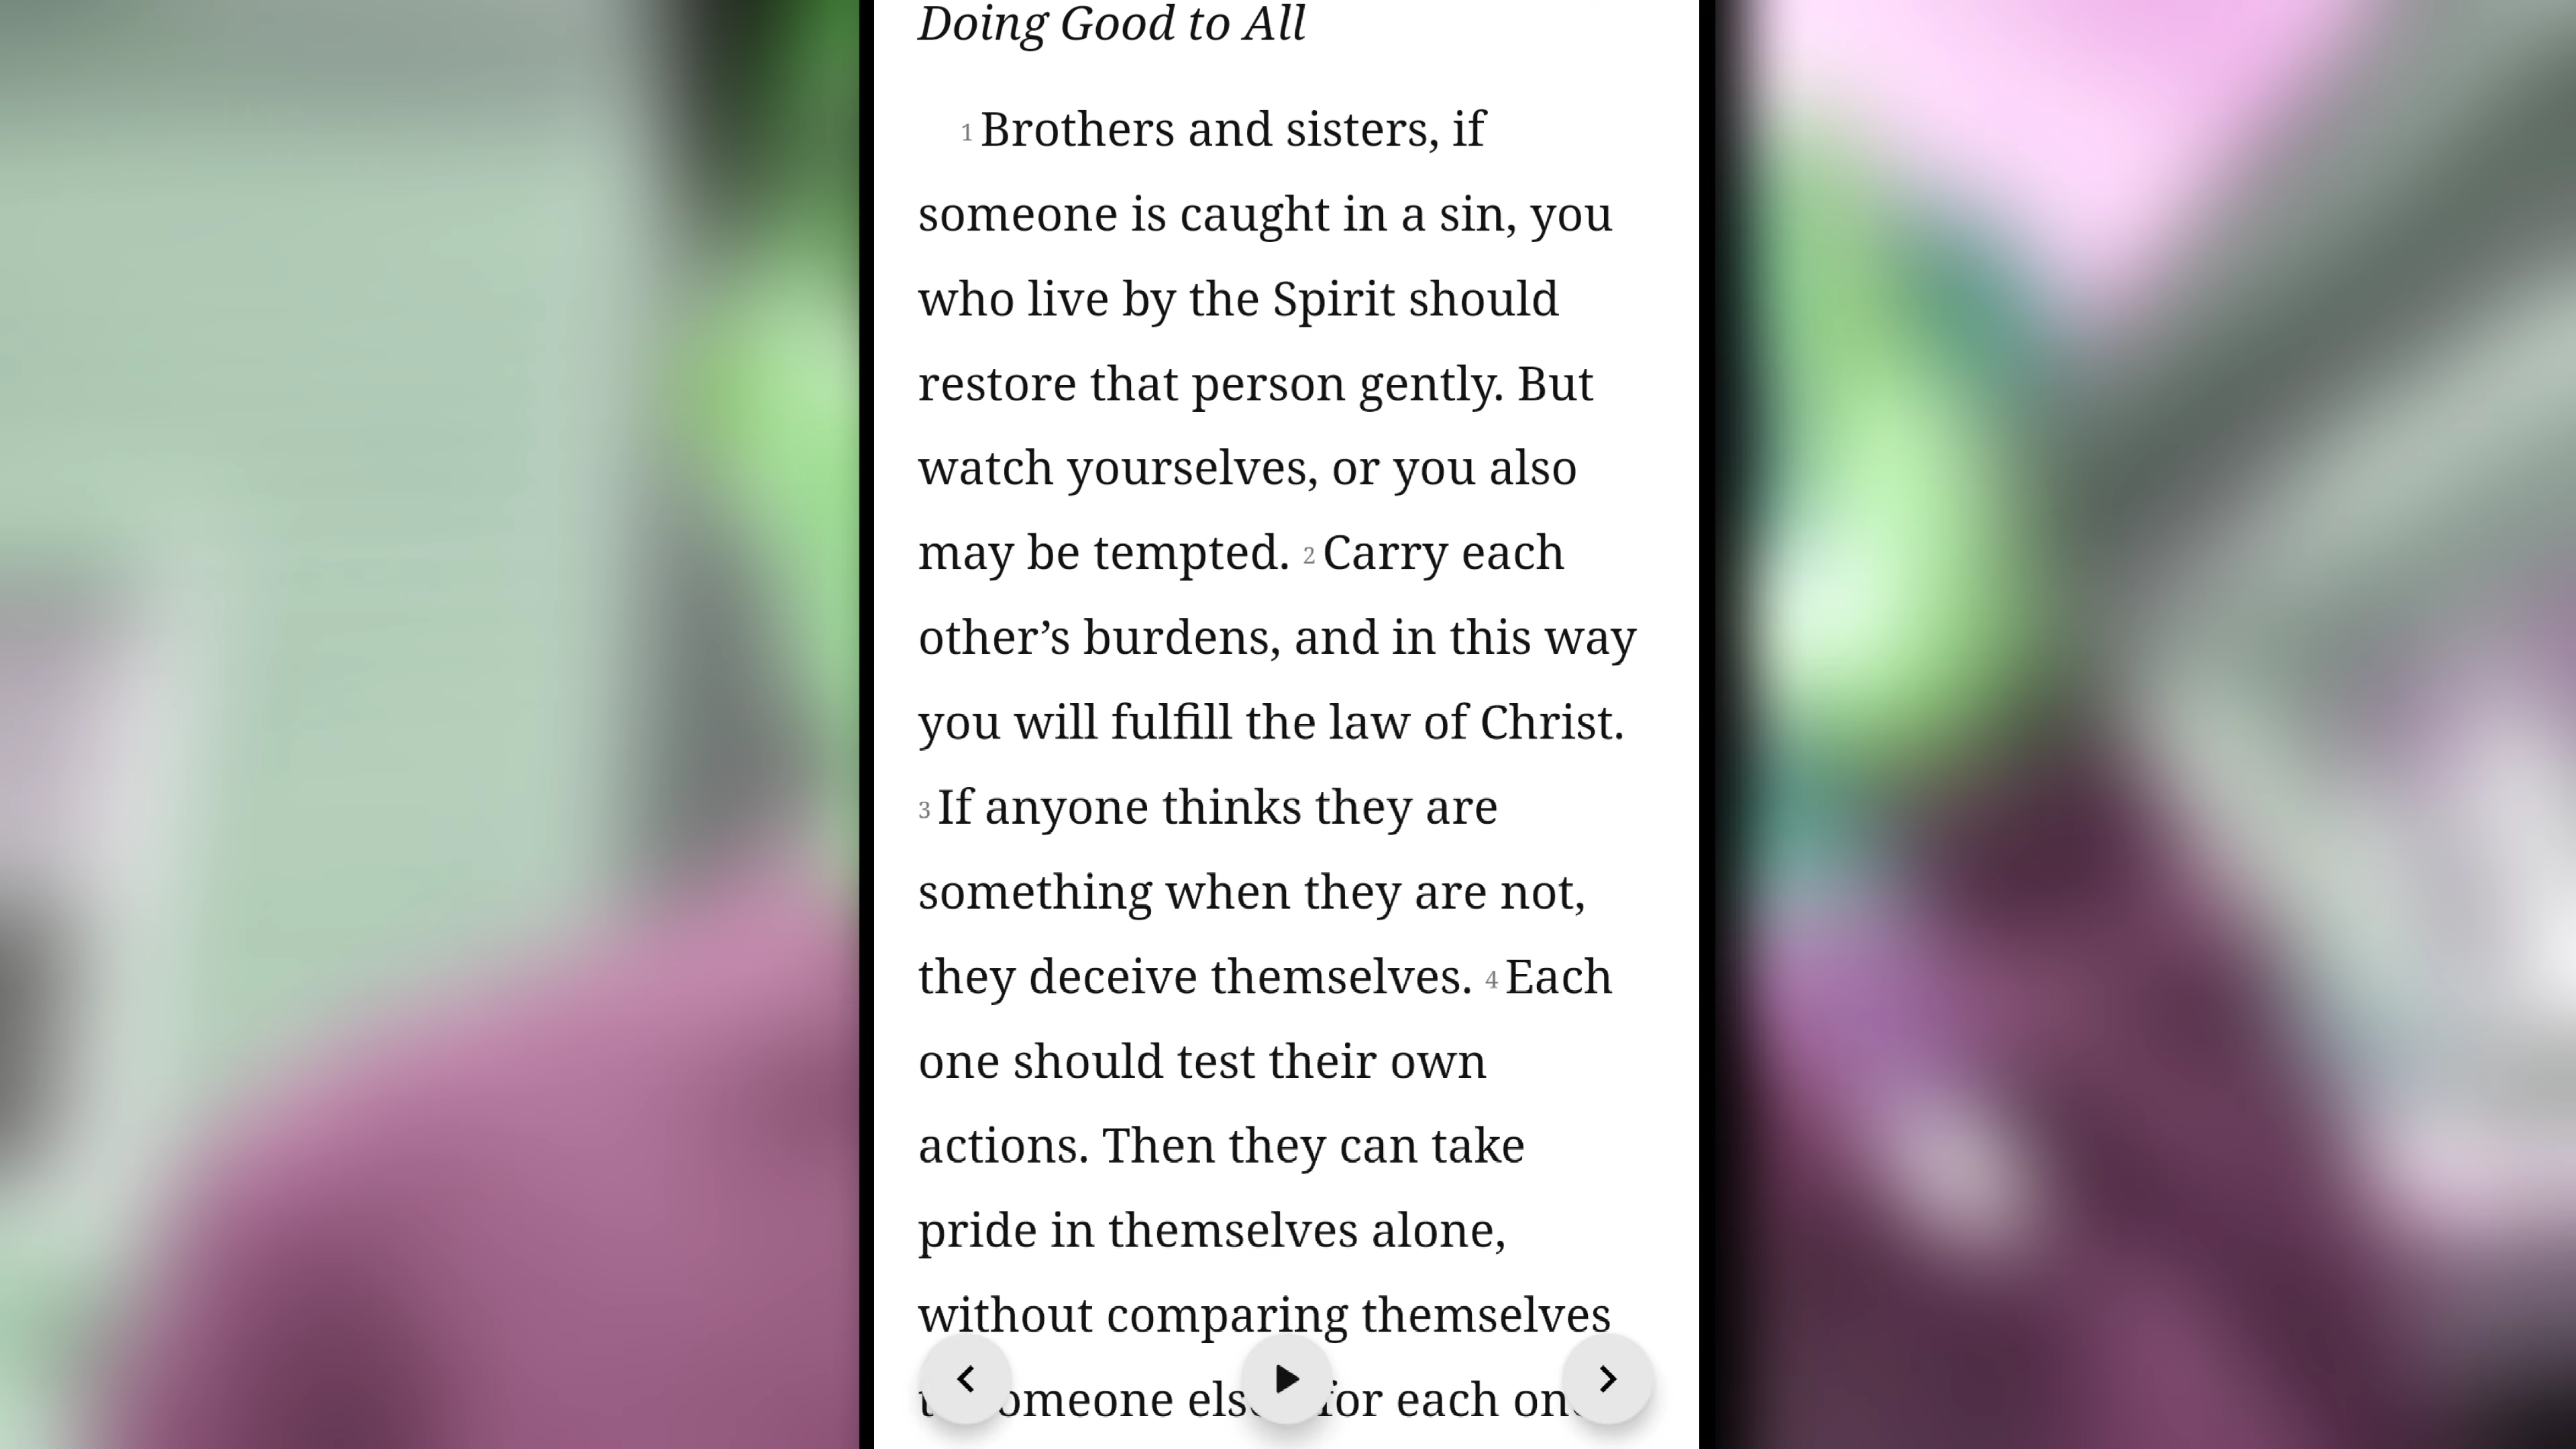 Doing Good to All
1 Brothers and sisters, if
someone is caught in a sin, you
who live by the Spirit should
restore that person gently. But
watch yourselves, or you also
may be tempted. 2 Carry each
other’s burdens, and in this way
you will fulfill the law of Christ.
3 If anyone thinks they are
something when they are not,
they deceive themselves. 4 Each
one should test their own
actions. Then they can take
pride in themselves alone,
without comparing themselves
for each